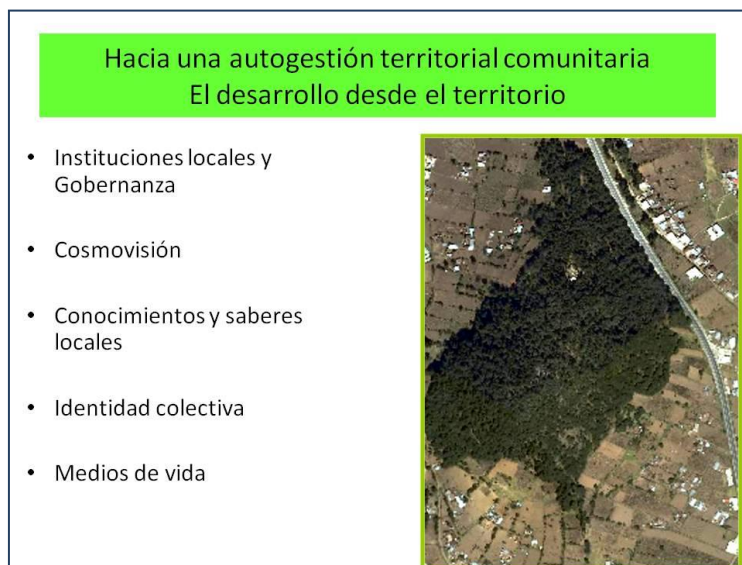 Hacia una autogestión territorial comunitaria
El desarrollo desde el territorio
• Instituciones locales y
Gobernanza
• Cosmovisión
• Conocimientos y saberes
locales
• Identidad colectiva
• Medios de vida